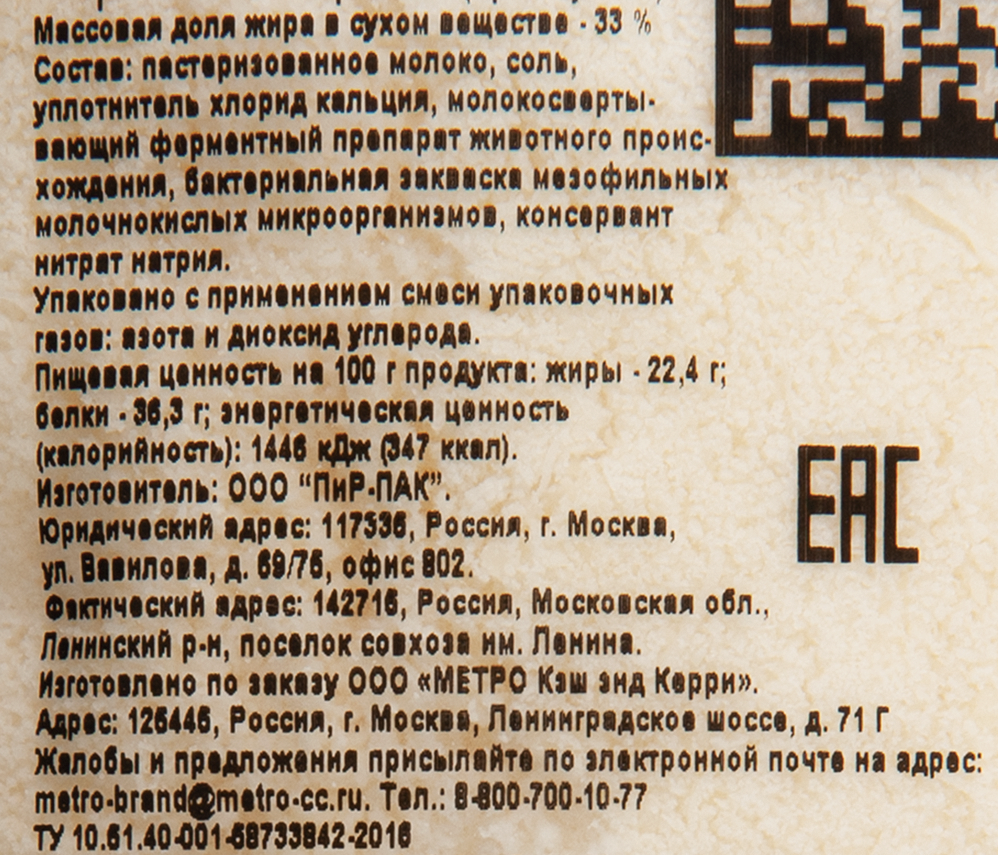 Массовая доля жира в сухом веществе - 33 %
Состав: пастеризованное молоко, соль,
уплотнитель хлорид кальция, молокосверты-
вающий ферментный препарат животного проис-
хождения, бактериальная закваска мезофильных
молочнокислых микроорганизмов, консервант
нитрат натрия.
Упаковано с применением смеси упаковочных
газов: азота и диоксид углерода.
Пищевая ценность на 100 г продукта: жиры - 22,4 г;
белки - 36,3 г; энергетическая ценность
(калорийность): 1446 кДж (347 ккал).
Изготовитель: ООО “ПиР-ПАК”.
Юридический адрес: 117336, Россия, г. Москва,
ул. Вавилова, д. 69/75, офис 802.
Фактический адрес: 142715, Россия, Московская обл.,
Ленинский р-н, поселок совхоза им. Ленина.
Изготовлено по заказу ООО «МЕТРО Кэш энд Керри».
Адрес: 125445, Россия, г. Москва, Ленинградское шоссе, д. 71 Г
Жалобы и предложения присылайте по электронной почте на адрес:
metro-brand@metro-cc.ru. Тел.: 8-800-700-10-77
ТУ 10.51.40-001-58733842-2016
EAC